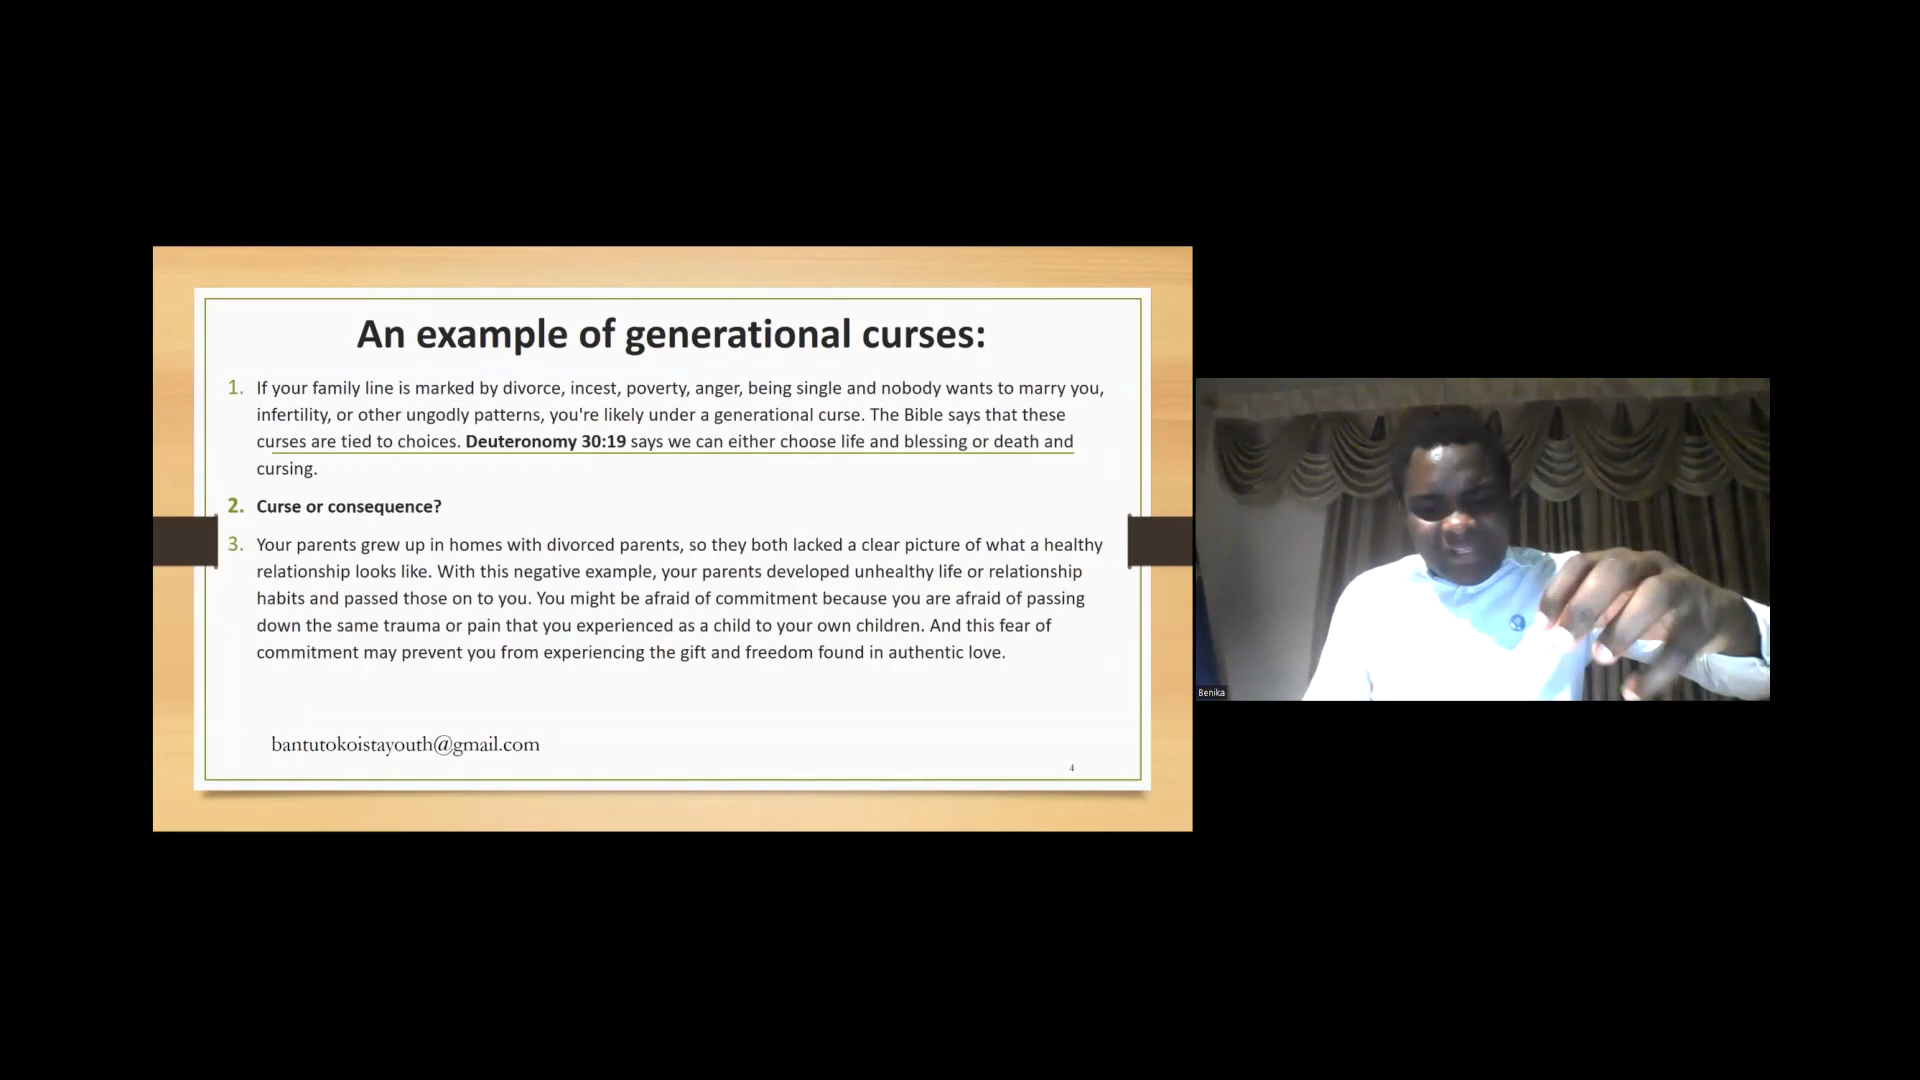 An example of generational curses:
1. If your family line is marked by divorce, incest, poverty, anger, being single and nobody wants to marry you,
infertility, or other ungodly patterns, you're likely under a generational curse. The Bible says that these
curses are tied to choices. Deuteronomy 30:19 says we can either choose life and blessing or death and
cursing.
2. Curse or consequence?
3. Your parents grew up in homes with divorced parents, so they both lacked a clear picture of what a healthy
relationship looks like. With this negative example, your parents developed unhealthy life or relationship
habits and passed those on to you. You might be afraid of commitment because you are afraid of passing
down the same trauma or pain that you experienced as a child to your own children. And this fear of
commitment may prevent you from experiencing the gift and freedom found in authentic love.
bantutokoistayouth@gmail.com
4
Benika